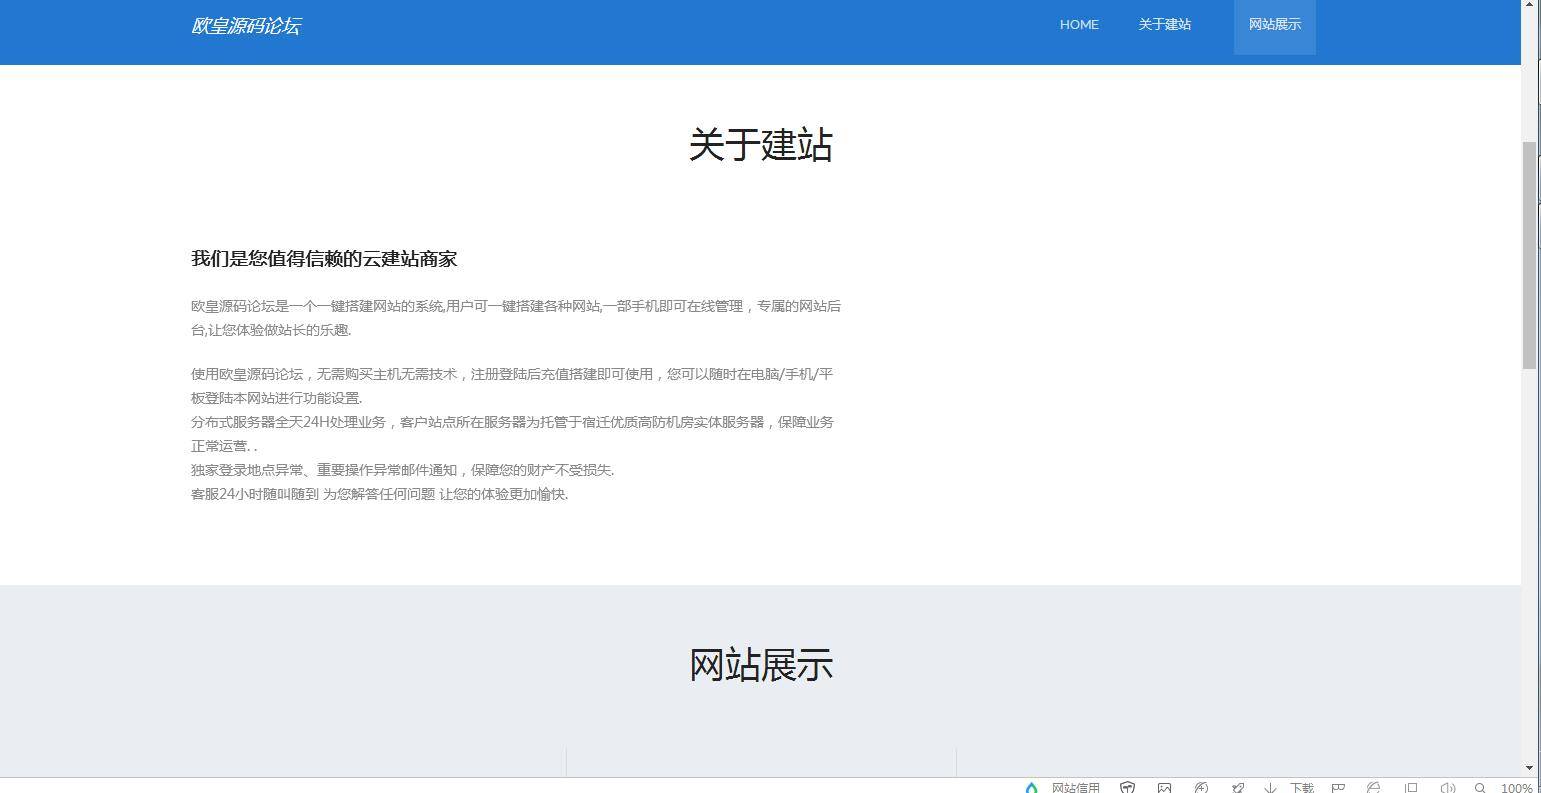 欧皇源码论坛
HOME
关于建站
网站展示
关于建站
我们是您值得信赖的云建站商家
欧皇源码论坛是一个一键搭建网站的系统,用户可一键搭建各种网站,一部手机即可在线管理，专属的网站后
台,让您体验做站长的乐趣.
使用欧皇源码论坛，无需购买主机无需技术，注册登陆后充值搭建即可使用，您可以随时在电脑/手机/平
板登陆本网站进行功能设置.
分布式服务器全天24H处理业务，客户站点所在服务器为托管于宿迁优质高防机房实体服务器，保障业务
正常运营. .
独家登录地点异常、重要操作异常邮件通知，保障您的财产不受损失.
客服24小时随叫随到 为您解答任何问题 让您的体验更加愉快.
网站展示
网站信用
下载
100%